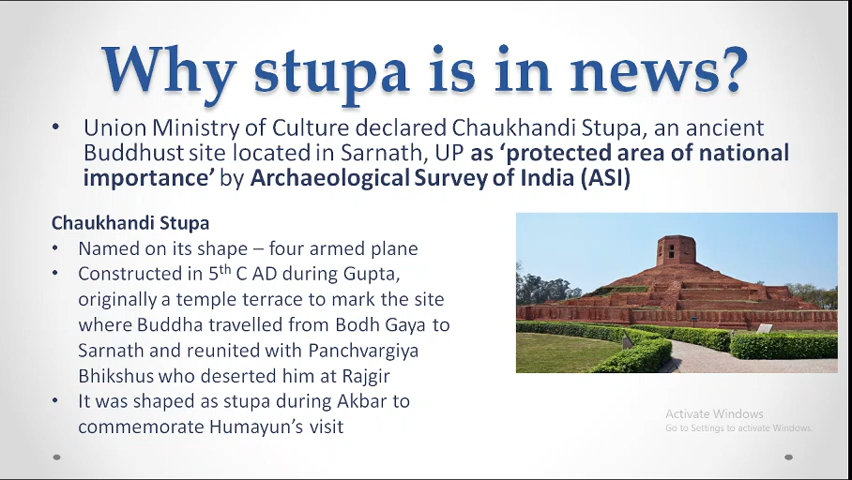 Why stupa is in news?
• Union Ministry of Culture declared Chaukhandi Stupa, an ancient
Buddhust site located in Sarnath, UP as ‘protected area of national
importance’ by Archaeological Survey of India (ASI)
Chaukhandi Stupa
• Named on its shape – four armed plane
• Constructed in 5th C AD during Gupta,
originally a temple terrace to mark the site
where Buddha travelled from Bodh Gaya to
Sarnath and reunited with Panchvargiya
Bhikshus who deserted him at Rajgir
• It was shaped as stupa during Akbar to
commemorate Humayun’s visit
Activate Windows
Go to Settings to activate Windows.